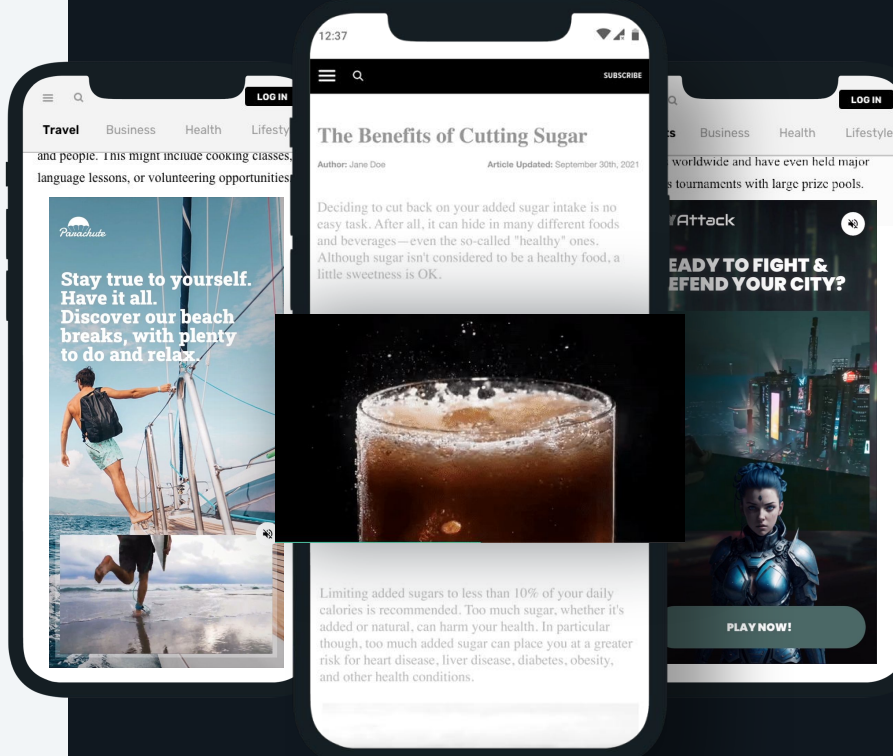 LOG IN
Travel Business Health Lifesty
and people. This might include cooking classes,
language lessons, or volunteering opportunities
Parachute
Stay true to yourself.
Have it all.
Discover our beach
breaks, with plenty
to do and relax.
12:37
SUBSCRIBE
The Benefits of Cutting Sugar
Author: Jane Doe Article Updated: September 30th, 2021
Deciding to cut back on your added sugar intake is no
easy task. After all, it can hide in many different foods
and beverages—even the so-called "healthy" ones.
Although sugar isn't considered to be a healthy food, a
little sweetness is OK.
Limiting added sugars to less than 10% of your daily
calories is recommended. Too much sugar, whether it's
added or natural, can harm your health. In particular
though, too much added sugar can place you at a greater
risk for heart disease, liver disease, diabetes, obesity,
and other health conditions.
LOG IN
ts Business Health Lifestyle
worldwide and have even held major
s tournaments with large prize pools.
Attack
EADY TO FIGHT &
EFEND YOUR CITY?
PLAY NOW!